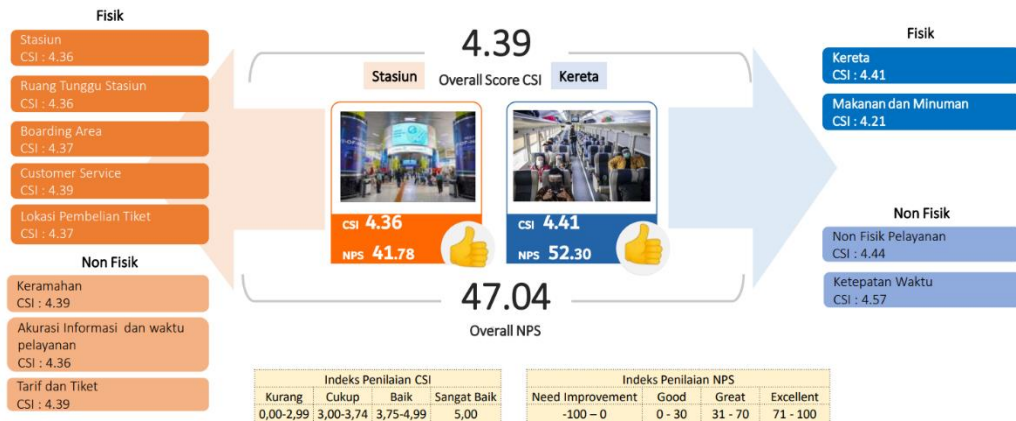 Fisik
Stasiun
CSI : 4.36
Ruang Tunggu Stasiun
CSI : 4.36
Boarding Area
CSI : 4.37
Customer Service
CSI : 4.39
Lokasi Pembelian Tiket
CSI : 4.37
Non Fisik
Keramahan
CSI : 4.39
Akurasi Informasi dan waktu
pelayanan
CSI : 4.36
Tarif dan Tiket
CSI : 4.39
4.39
Stasiun Overall Score CSI Kereta
CSI 4.36
NPS 41.78
CSI 4.41
NPS 52.30
47.04
Overall NPS
Fisik
Kereta
CSI : 4.41
Makanan dan Minuman
CSI : 4.21
Non Fisik
Non Fisik Pelayanan
CSI : 4.44
Ketepatan Waktu
CSI : 4.57
Indeks Penilaian CSI
Kurang Cukup Baik Sangat Baik
0,00-2,99 3,00-3,74 3,75-4,99 5,00
Indeks Penilaian NPS
Need Improvement Good Great Excellent
-100 – 0 0 - 30 31 - 70 71 - 100